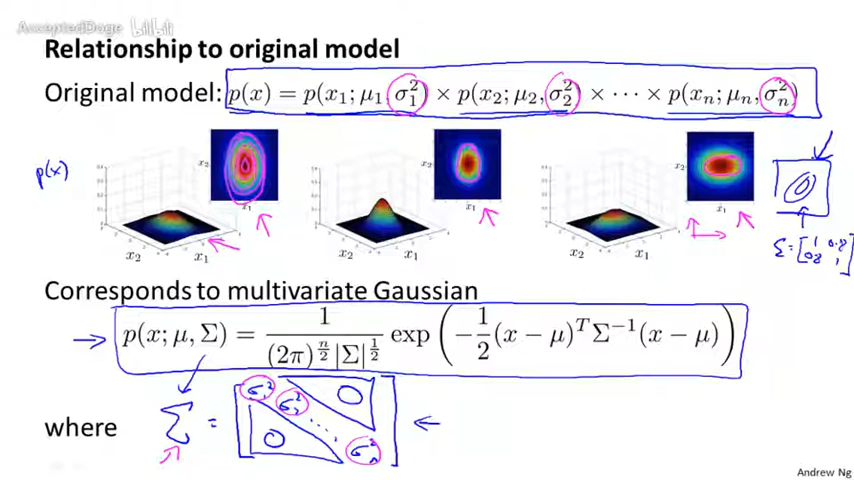 AcceptedDoge bilibili
Relationship to original model
Original model: p(x) = p(x₁; μ₁, σ₁²) × p(x₂; μ₂, σ₂²) × ⋯ × p(xₙ; μₙ, σₙ²)
p(x)
x₂ x₁ x₂ x₁
x₂ x₁ x₂ x₁
x₂ x₁ x₂ x₁
Σ = [1 0.8
0.8 1]
Corresponds to multivariate Gaussian
→ p(x; μ, Σ) = 1 / ((2π)^(n/2) |Σ|^(1/2)) exp(−1/2 (x − μ)ᵀ Σ⁻¹ (x − μ))
where Σ = [σ₁² σ₂² ⋱ σₙ² 0 0] ←
Andrew Ng